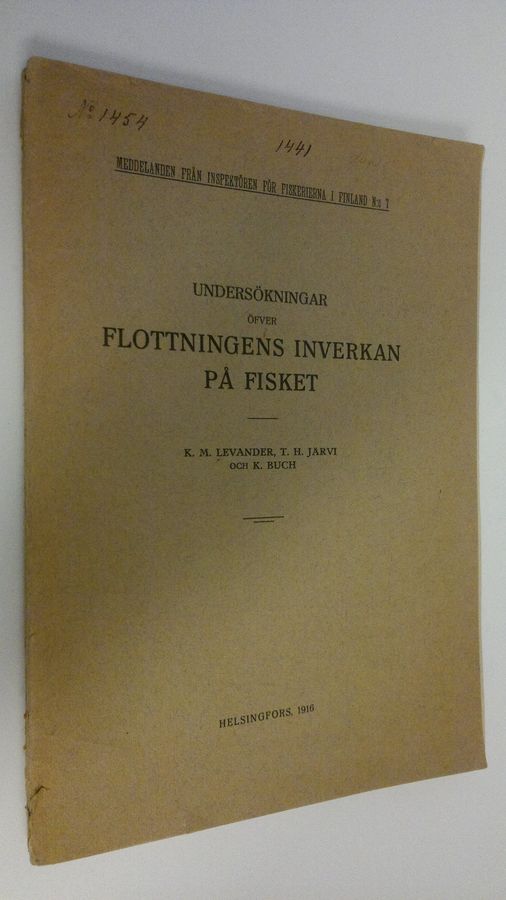 No 1454
1441
MEDDELANDEN FRÅN INSPEKTÖREN FÖR FISKERIERNA I FINLAND N:o 7
UNDERSÖKNINGAR
ÖFVER
FLOTTNINGENS INVERKAN
PÅ FISKET
K. M. LEVANDER, T. H. JÄRVI
OCH K. BUCH
HELSINGFORS, 1916